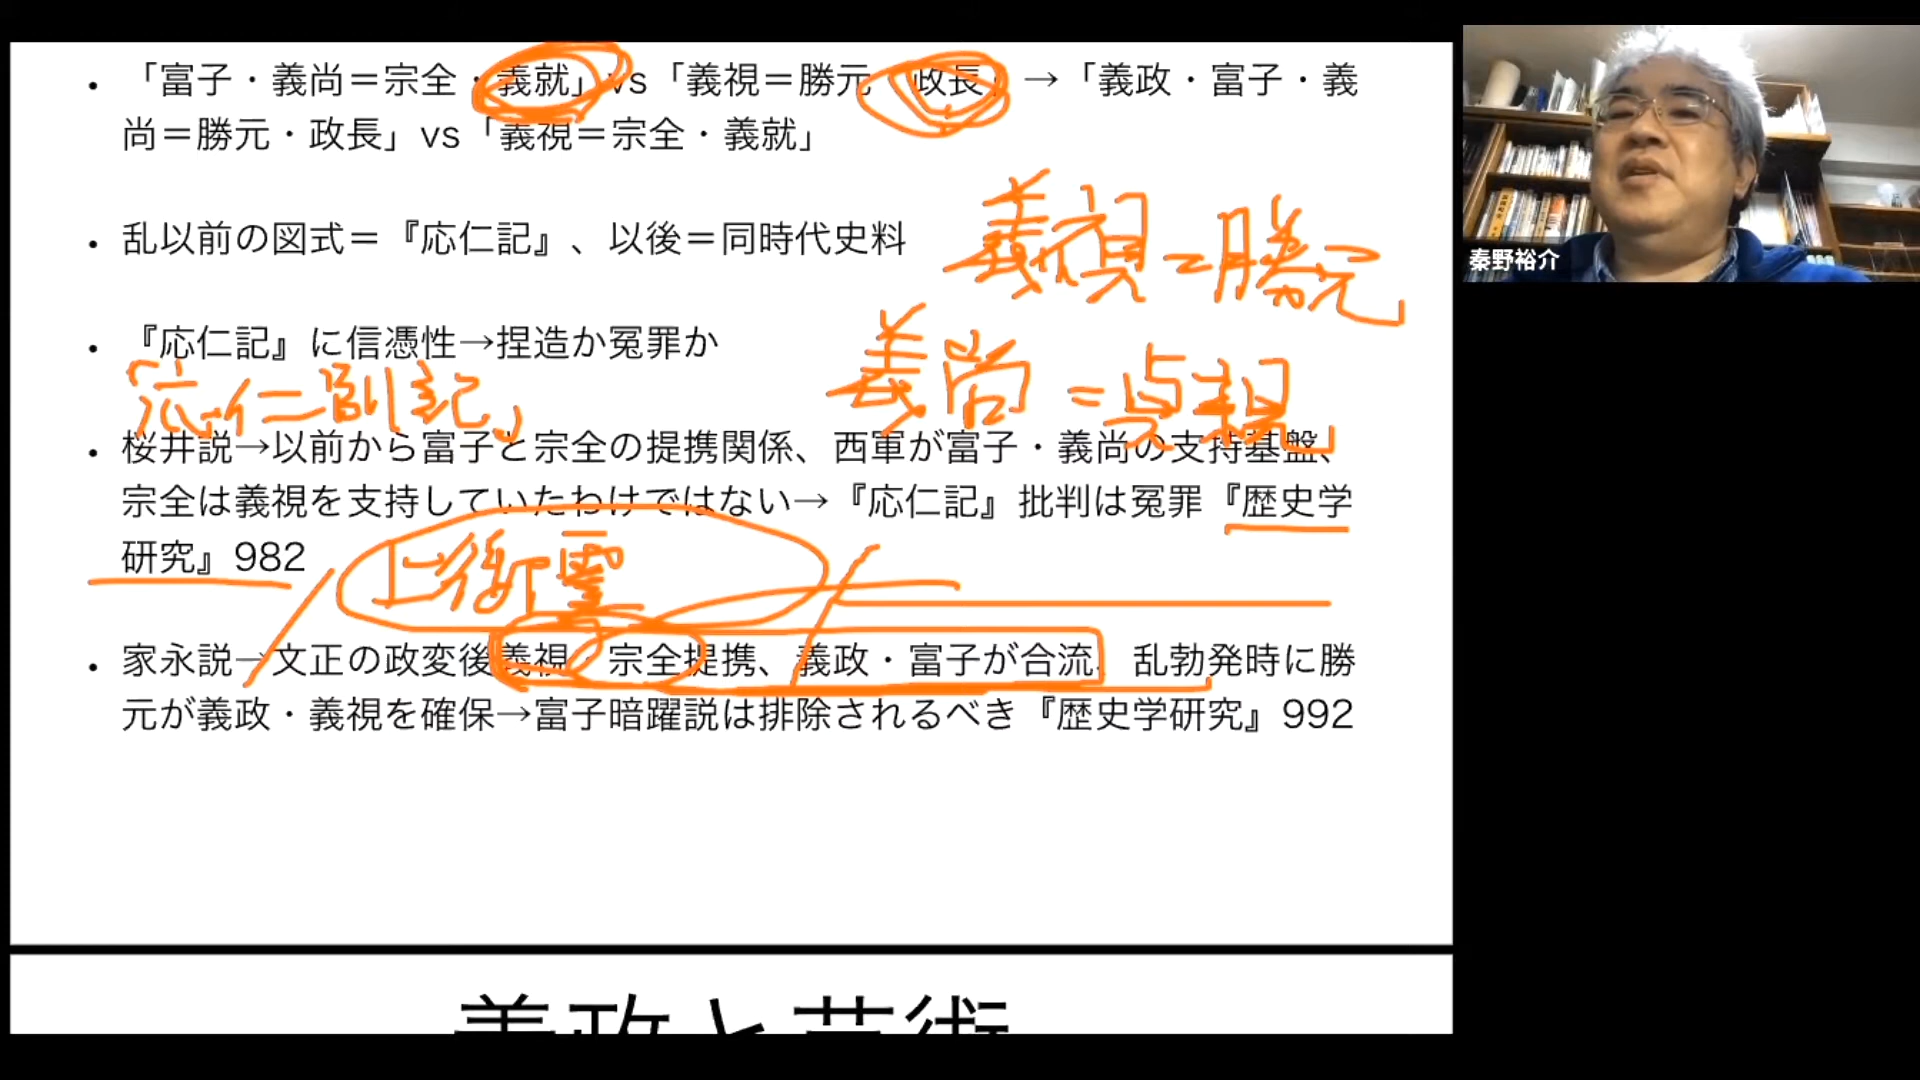 ・「富子・義尚＝宗全・義就」vs「義視＝勝元・政長」→「義政・富子・義
尚＝勝元・政長」vs「義視＝宗全・義就」
義視＝勝元
・乱以前の図式＝『応仁記』、以後＝同時代史料
・『応仁記』に信憑性→捏造か冤罪か
義尚＝貞親
「応仁別記」
・桜井説→以前から富子と宗全の提携関係、西軍が富子・義尚の支持基盤、
宗全は義視を支持していたわけではない→『応仁記』批判は冤罪『歴史学
研究』982
上御霊
・家永説→文正の政変後義視・宗全提携、義政・富子が合流、乱勃発時に勝
元が義政・義視を確保→富子暗躍説は排除されるべき『歴史学研究』992
義政と芸術
秦野裕介